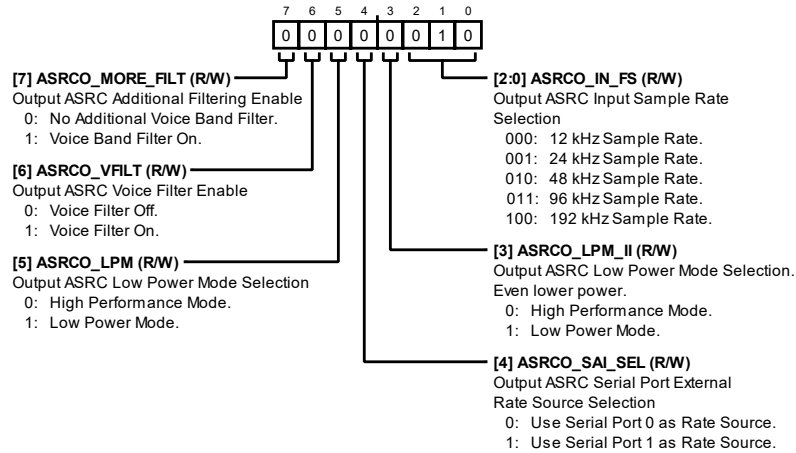 7 6 5 4 3 2 1 0
0 0 0 0 0 0 1 0
[7] ASRCO_MORE_FILT (R/W)
Output ASRC Additional Filtering Enable
0: No Additional Voice Band Filter.
1: Voice Band Filter On.
[6] ASRCO_VFILT (R/W)
Output ASRC Voice Filter Enable
0: Voice Filter Off.
1: Voice Filter On.
[5] ASRCO_LPM (R/W)
Output ASRC Low Power Mode Selection
0: High Performance Mode.
1: Low Power Mode.
[2:0] ASRCO_IN_FS (R/W)
Output ASRC Input Sample Rate
Selection
000: 12 kHz Sample Rate.
001: 24 kHz Sample Rate.
010: 48 kHz Sample Rate.
011: 96 kHz Sample Rate.
100: 192 kHz Sample Rate.
[3] ASRCO_LPM_II (R/W)
Output ASRC Low Power Mode Selection.
Even lower power.
0: High Performance Mode.
1: Low Power Mode.
[4] ASRCO_SAI_SEL (R/W)
Output ASRC Serial Port External
Rate Source Selection
0: Use Serial Port 0 as Rate Source.
1: Use Serial Port 1 as Rate Source.